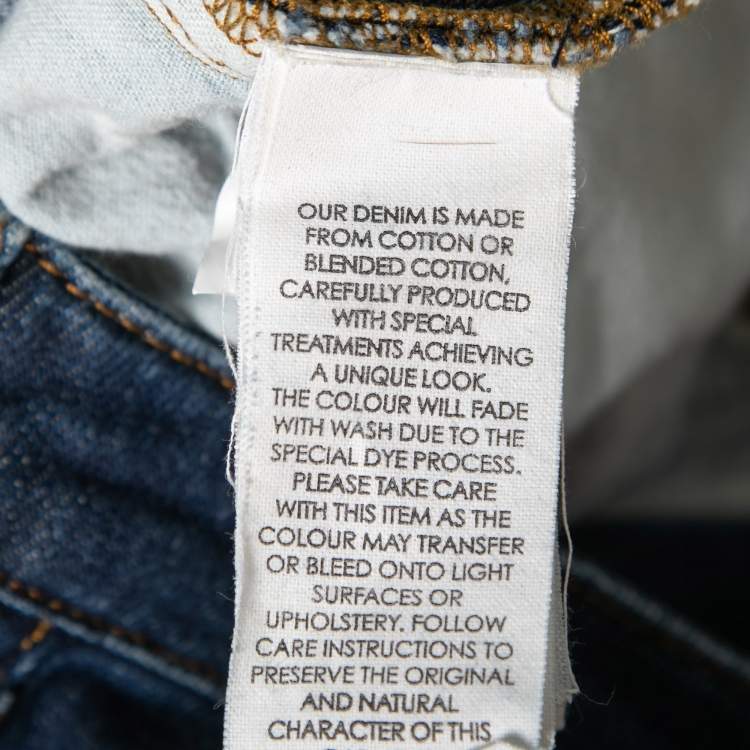 OUR DENIM IS MADE
FROM COTTON OR
BLENDED COTTON,
CAREFULLY PRODUCED
WITH SPECIAL
TREATMENTS ACHIEVING
A UNIQUE LOOK.
THE COLOUR WILL FADE
WITH WASH DUE TO THE
SPECIAL DYE PROCESS.
PLEASE TAKE CARE
WITH THIS ITEM AS THE
COLOUR MAY TRANSFER
OR BLEED ONTO LIGHT
SURFACES OR
UPHOLSTERY. FOLLOW
CARE INSTRUCTIONS TO
PRESERVE THE ORIGINAL
AND NATURAL
CHARACTER OF THIS